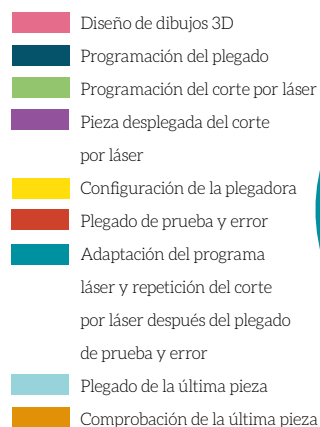 Diseño de dibujos 3D
Programación del plegado
Programación del corte por láser
Pieza desplegada del corte
por láser
Configuración de la plegadora
Plegado de prueba y error
Adaptación del programa
láser y repetición del corte
por láser después del plegado
de prueba y error
Plegado de la última pieza
Comprobación de la última pieza